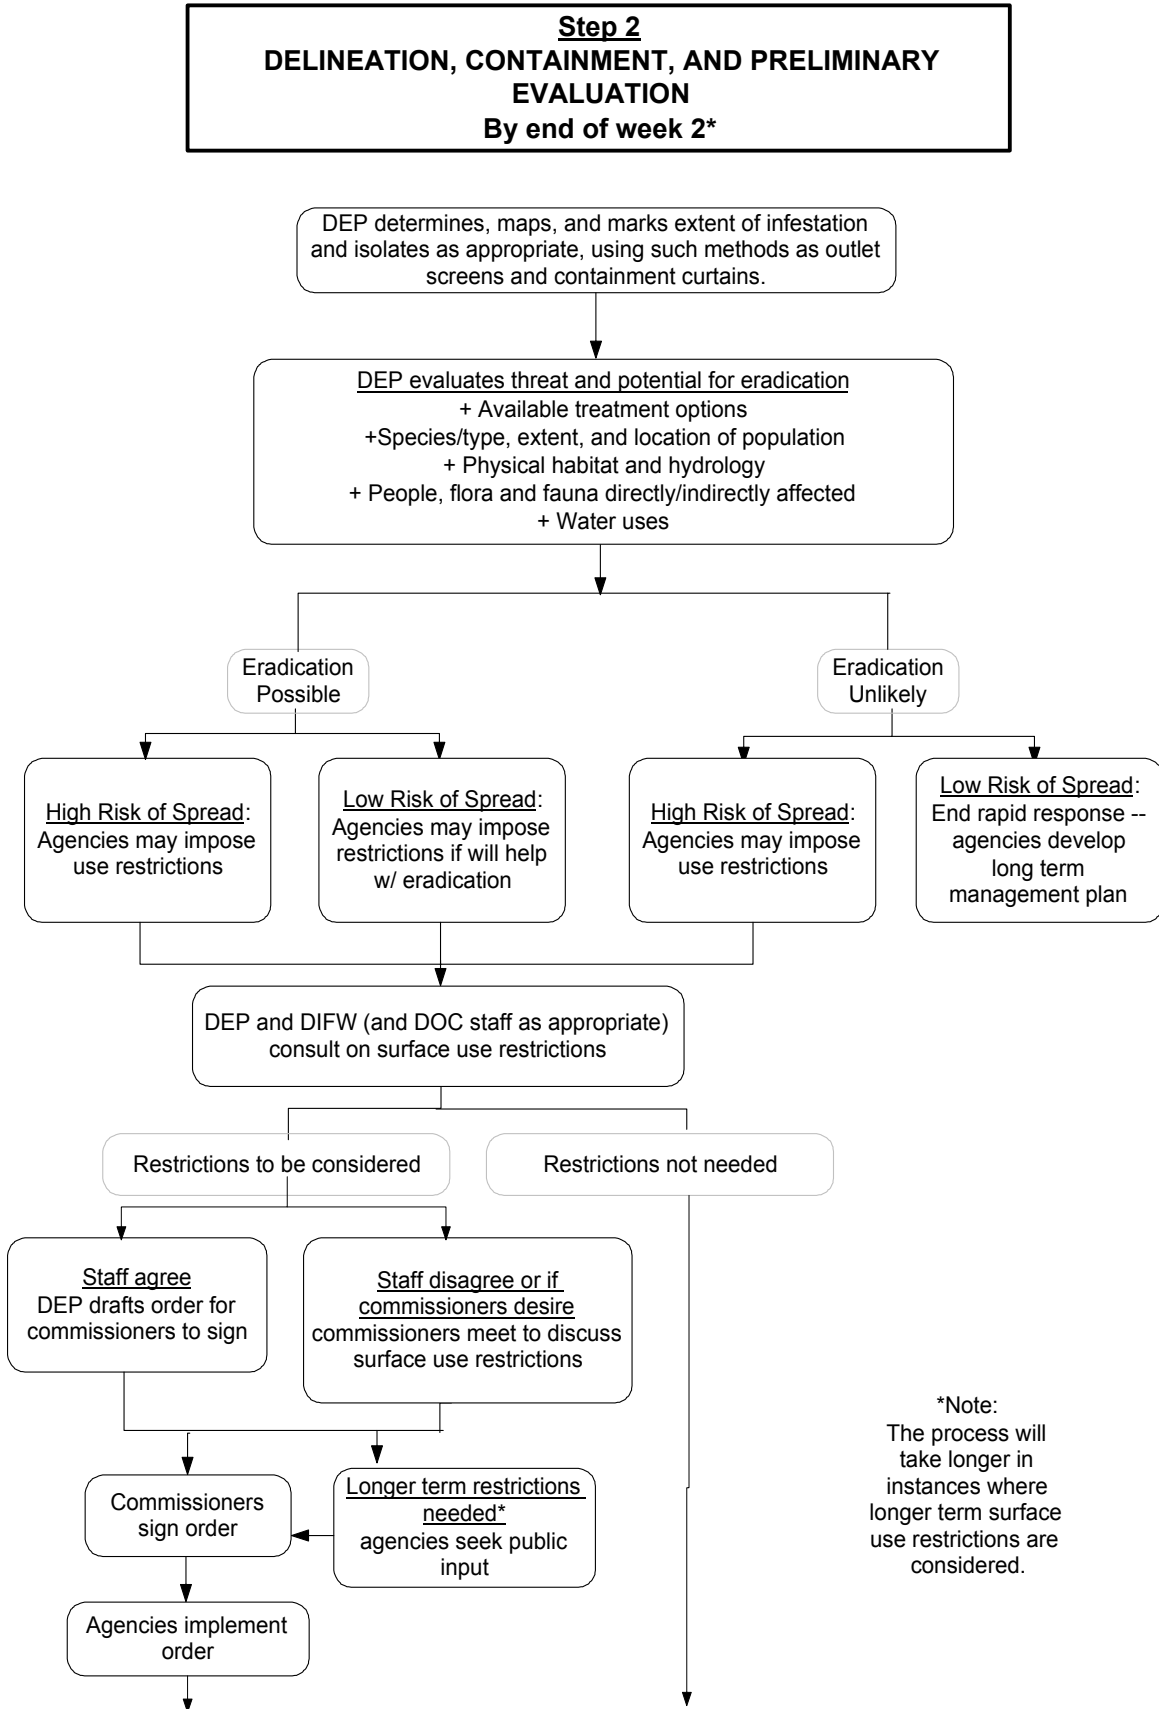 Step 2
DELINEATION, CONTAINMENT, AND PRELIMINARY
EVALUATION
By end of week 2*
DEP determines, maps, and marks extent of infestation
and isolates as appropriate, using such methods as outlet
screens and containment curtains.
DEP evaluates threat and potential for eradication
+ Available treatment options
+Species/type, extent, and location of population
+ Physical habitat and hydrology
+ People, flora and fauna directly/indirectly affected
+ Water uses
Eradication
Possible
Eradication
Unlikely
High Risk of Spread:
Agencies may impose
use restrictions
Low Risk of Spread:
Agencies may impose
restrictions if will help
w/ eradication
High Risk of Spread:
Agencies may impose
use restrictions
Low Risk of Spread:
End rapid response --
agencies develop
long term
management plan
DEP and DIFW (and DOC staff as appropriate)
consult on surface use restrictions
Restrictions to be considered
Restrictions not needed
Staff agree
DEP drafts order for
commissioners to sign
Staff disagree or if
commissioners desire
commissioners meet to discuss
surface use restrictions
Commissioners
sign order
Longer term restrictions
needed*
agencies seek public
input
Agencies implement
order
*Note:
The process will
take longer in
instances where
longer term surface
use restrictions are
considered.